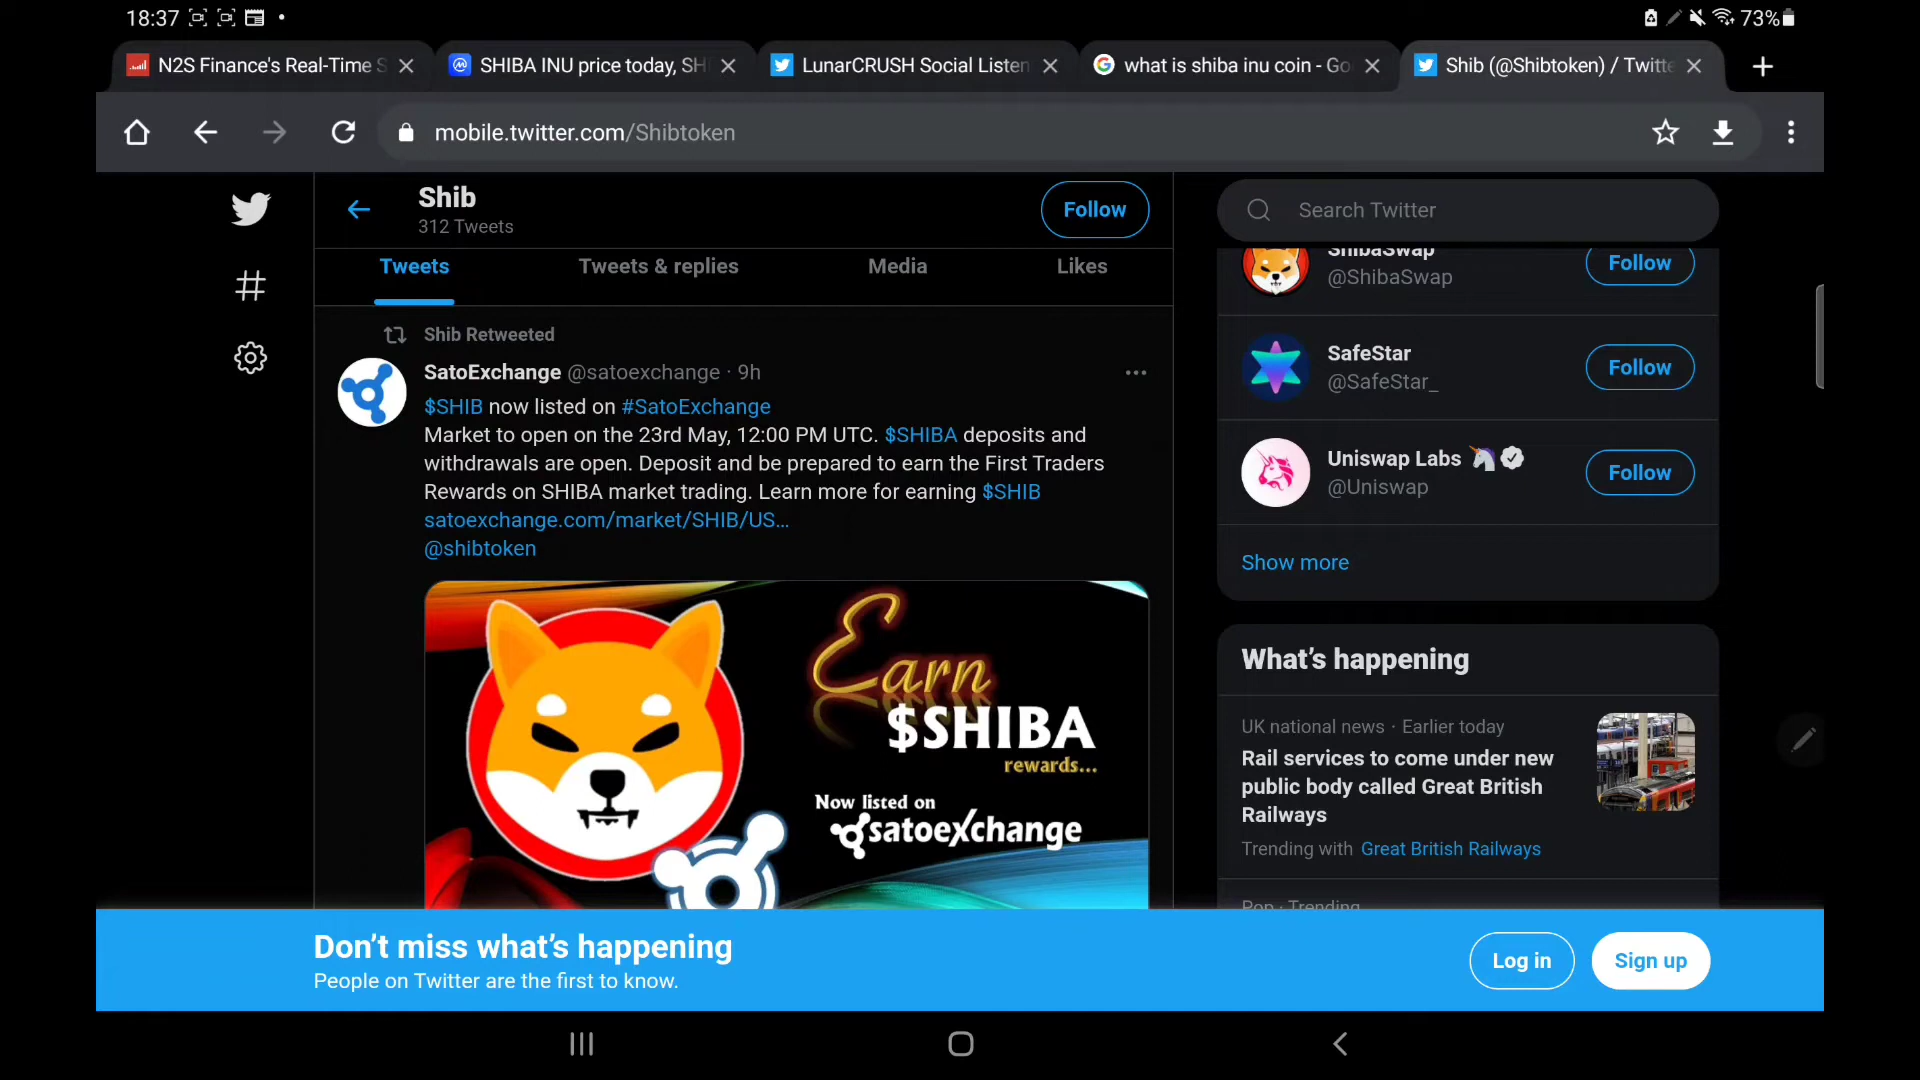 18:37
73%
N2S Finance's Real-Time S
SHIBA INU price today, SH
LunarCRUSH Social Listen
what is shiba inu coin - Go
Shib (@Shibtoken) / Twitte
mobile.twitter.com/Shibtoken
Shib
312 Tweets
Follow
Search Twitter
Tweets
Tweets & replies
Media
Likes
Shib Retweeted
SatoExchange @satoexchange · 9h
$SHIB now listed on #SatoExchange
Market to open on the 23rd May, 12:00 PM UTC. $SHIBA deposits and
withdrawals are open. Deposit and be prepared to earn the First Traders
Rewards on SHIBA market trading. Learn more for earning $SHIB
satoexchange.com/market/SHIB/US...
@shibtoken
Earn
$SHIBA
rewards...
Now listed on
satoexchange
ShibaSwap
@ShibaSwap
Follow
SafeStar
@SafeStar_
Follow
Uniswap Labs
@Uniswap
Follow
Show more
What's happening
UK national news · Earlier today
Rail services to come under new
public body called Great British
Railways
Trending with Great British Railways
Pop · Trending
Don't miss what's happening
People on Twitter are the first to know.
Log in
Sign up